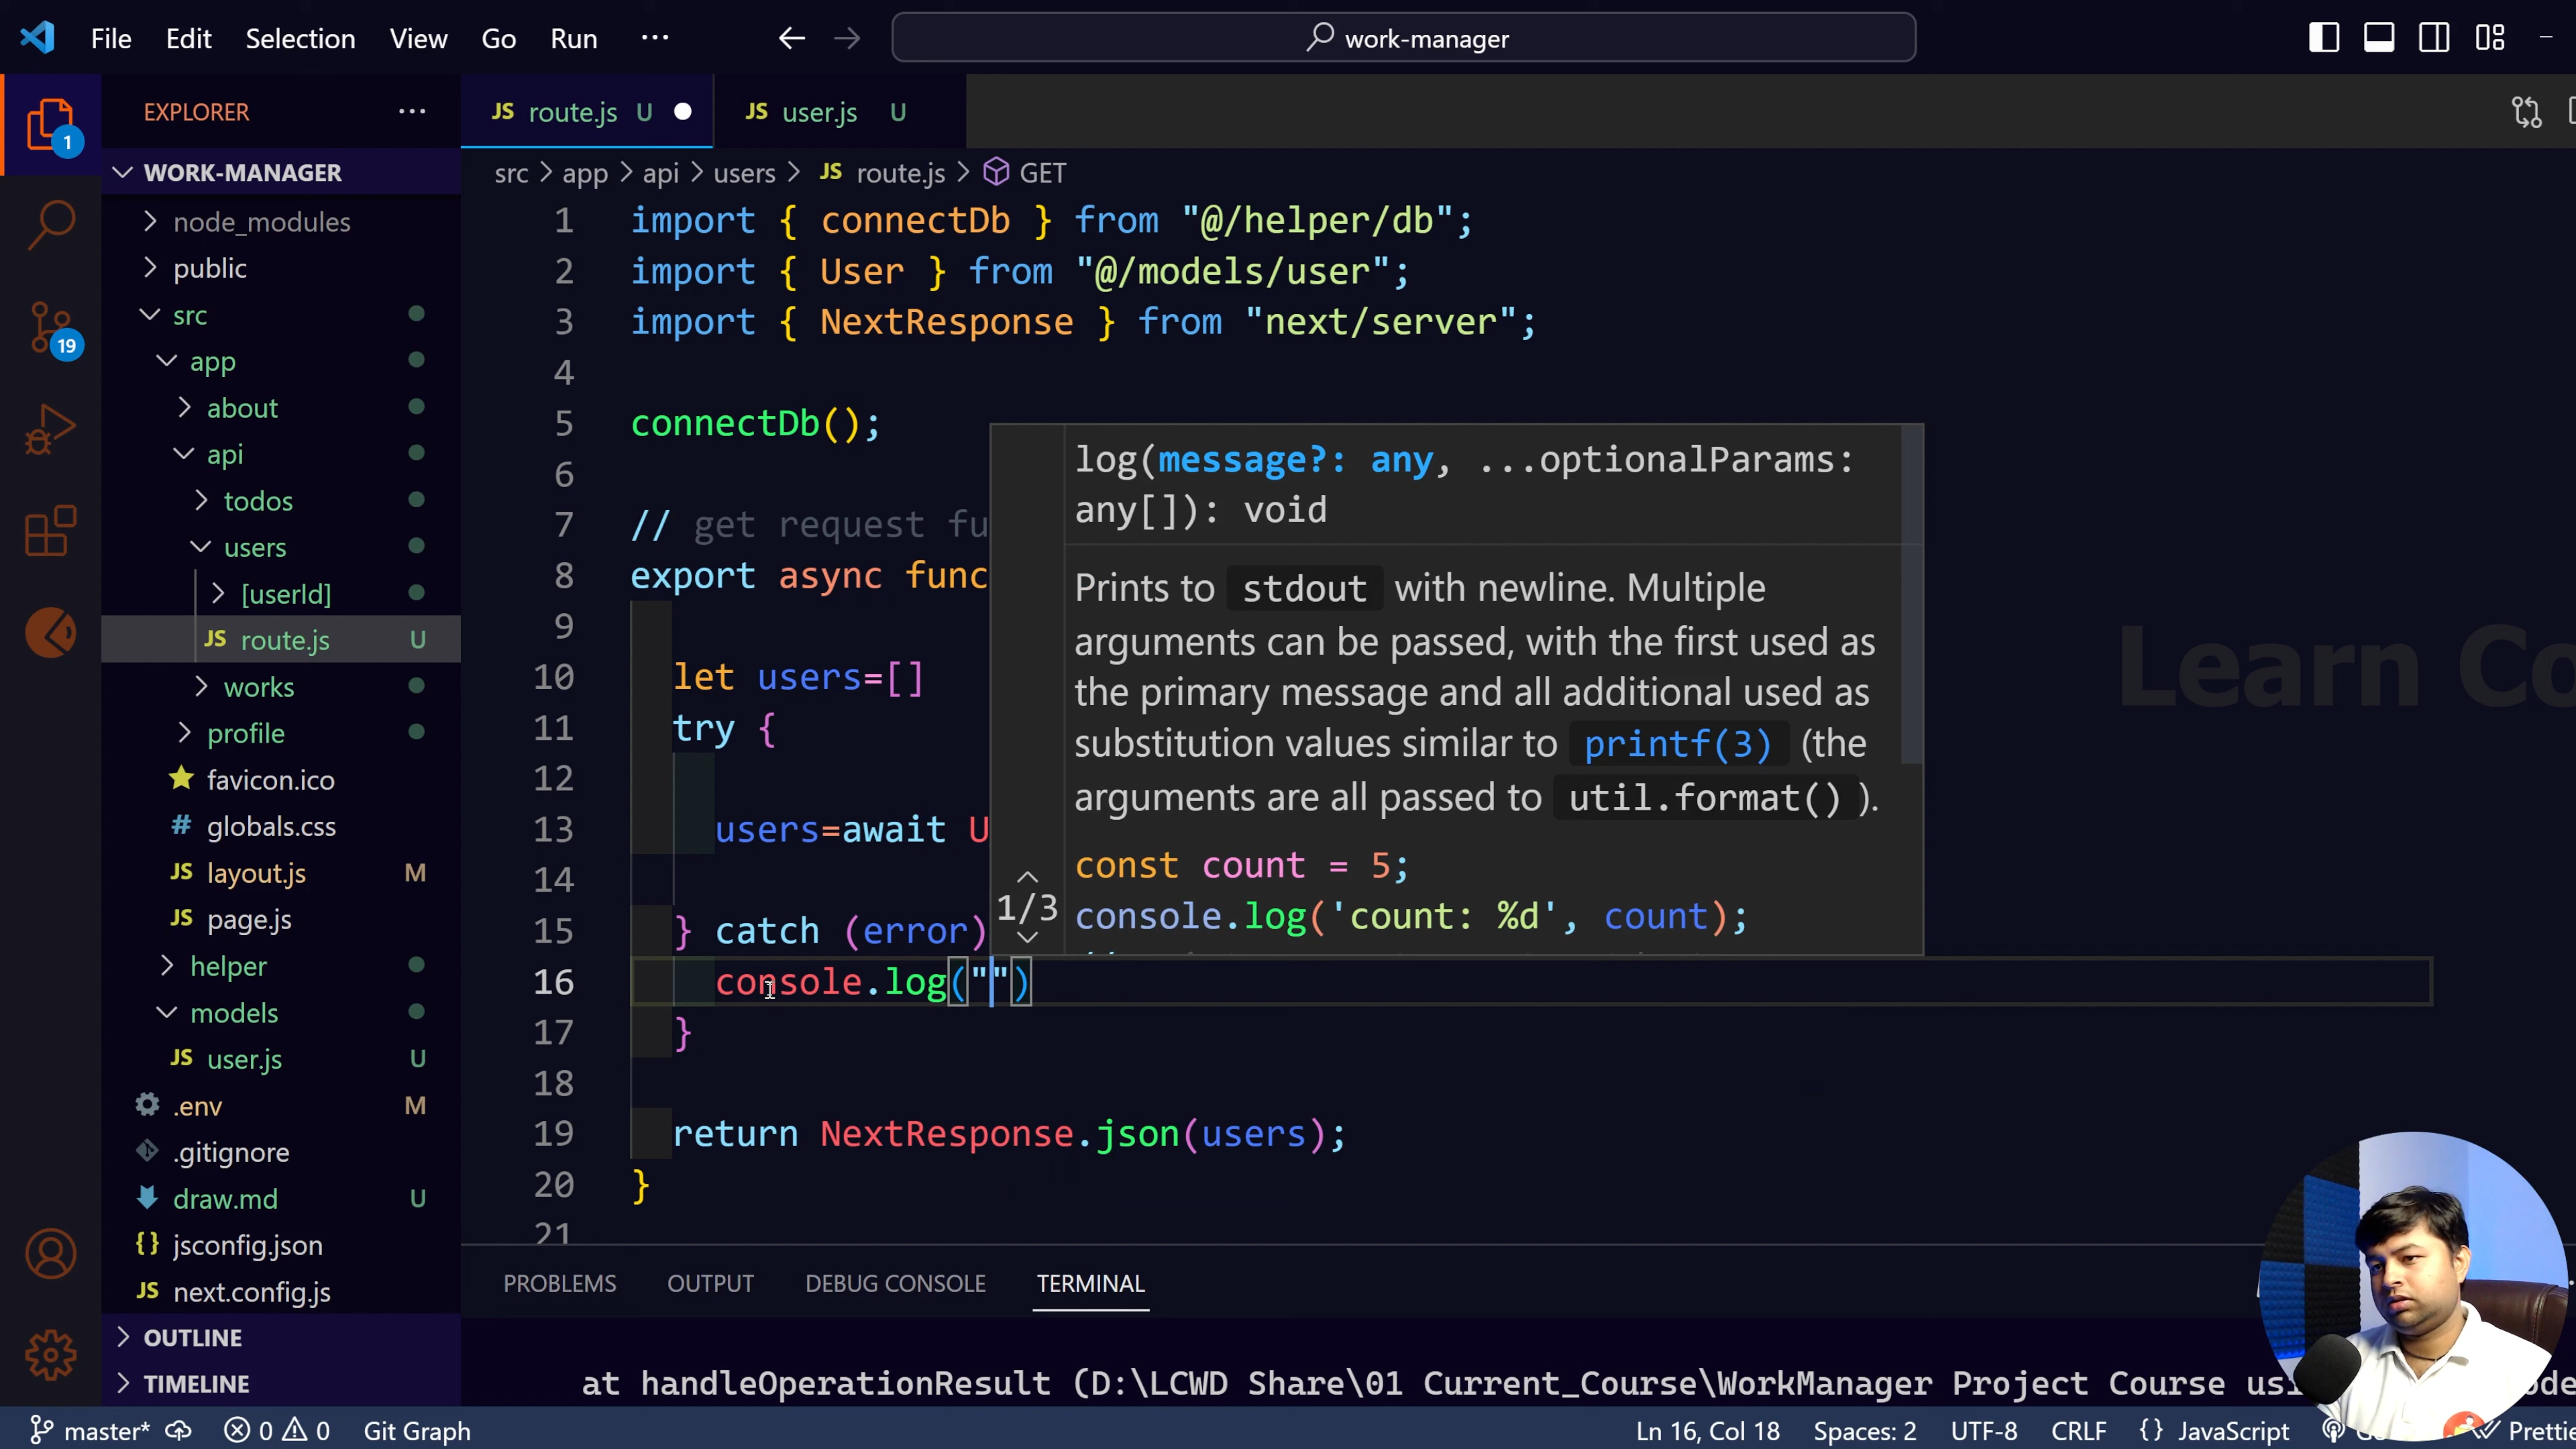 File Edit Selection View Go Run ··· work-manager
EXPLORER ···
WORK-MANAGER
node_modules
public
src
app
about
api
todos
users
[userId]
JS route.js U
works
profile
favicon.ico
# globals.css
JS layout.js M
JS page.js
helper
models
JS user.js U
.env M
.gitignore
draw.md U
{} jsconfig.json
JS next.config.js
OUTLINE
TIMELINE
1
19
JS route.js U JS user.js U
src > app > api > users > JS route.js > GET
1 import { connectDb } from "@/helper/db";
2 import { User } from "@/models/user";
3 import { NextResponse } from "next/server";
4
5 connectDb();
6
7 // get request fu
8 export async func
9
10 let users=[]
11 try {
12
13 users=await U
14
15 } catch (error)
16 console.log("")
17 }
18
19 return NextResponse.json(users);
20 }
21
log(message?: any, ...optionalParams:
any[]): void
Prints to stdout with newline. Multiple
arguments can be passed, with the first used as
the primary message and all additional used as
substitution values similar to printf(3) (the
arguments are all passed to util.format() ).
const count = 5;
console.log('count: %d', count);
1/3
Learn Co
PROBLEMS OUTPUT DEBUG CONSOLE TERMINAL
at handleOperationResult (D:\LCWD Share\01 Current_Course\WorkManager Project Course usi
master* 0 0 Git Graph Ln 16, Col 18 Spaces: 2 UTF-8 CRLF {} JavaScript Prettie